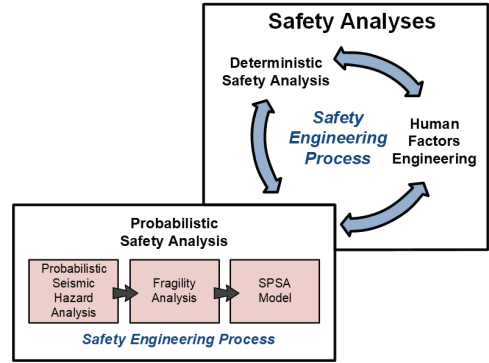 Safety Analyses
Deterministic
Safety Analysis
Safety
Engineering
Process
Human
Factors
Engineering
Probabilistic
Safety Analysis
Probabilistic
Seismic
Hazard
Analysis
Fragility
Analysis
SPSA
Model
Safety Engineering Process